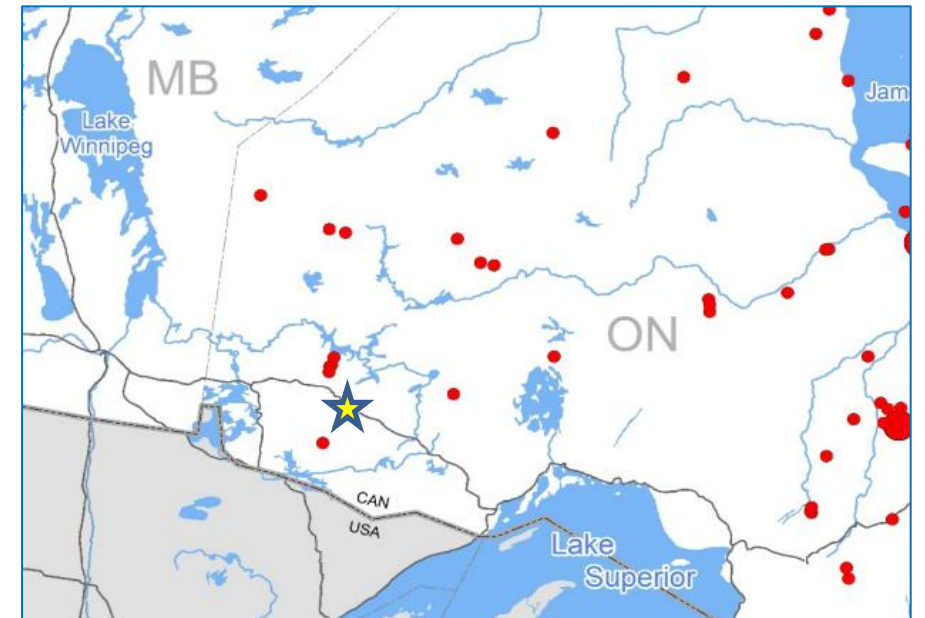 MB
Lake
Winnipeg
Jam
ON
CAN
USA
Lake
Superior